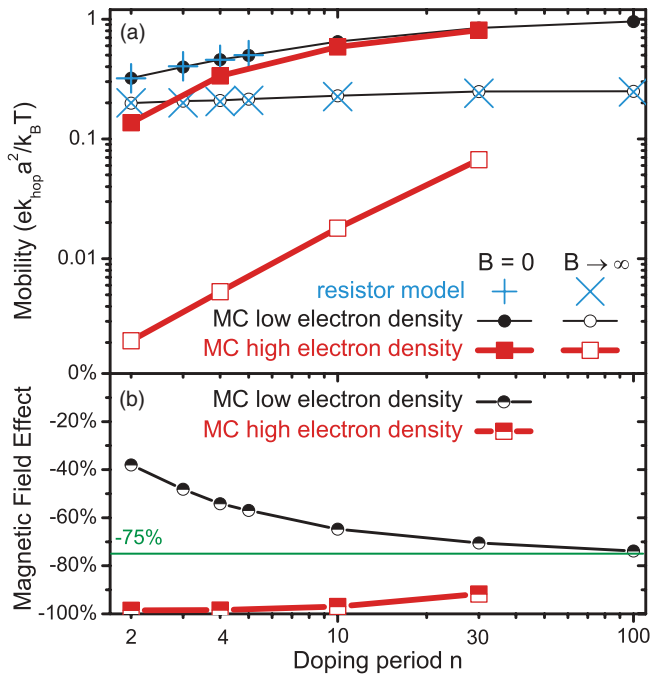 (a)
1
0.1
0.01
Mobility (ek_hop a²/k_B T)
B = 0 B → ∞
resistor model
MC low electron density
MC high electron density
0%
(b)
MC low electron density
MC high electron density
-20%
-40%
-60%
-75%
-80%
-100%
Magnetic Field Effect
2 4 10 30 100
Doping period n